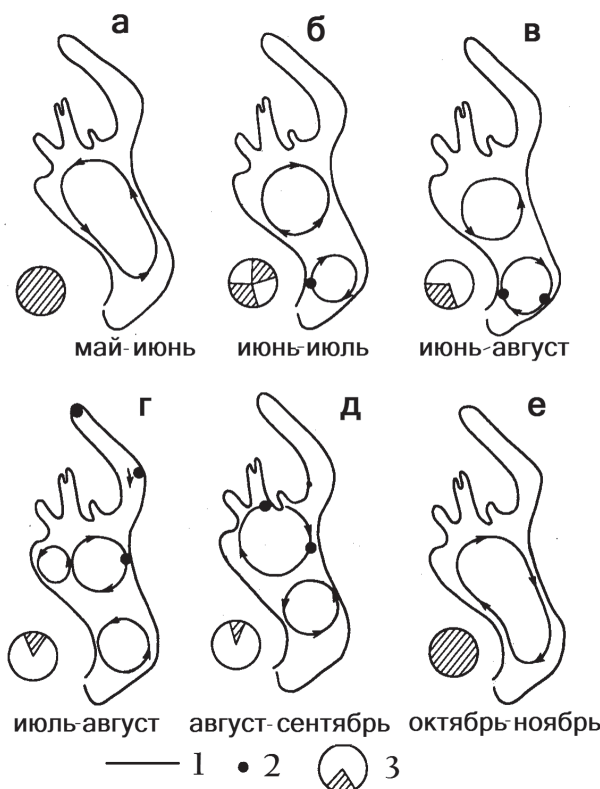 а б в
май-июнь июнь-июль июнь-август
г д е
июль-август август-сентябрь октябрь-ноябрь
1 2 3